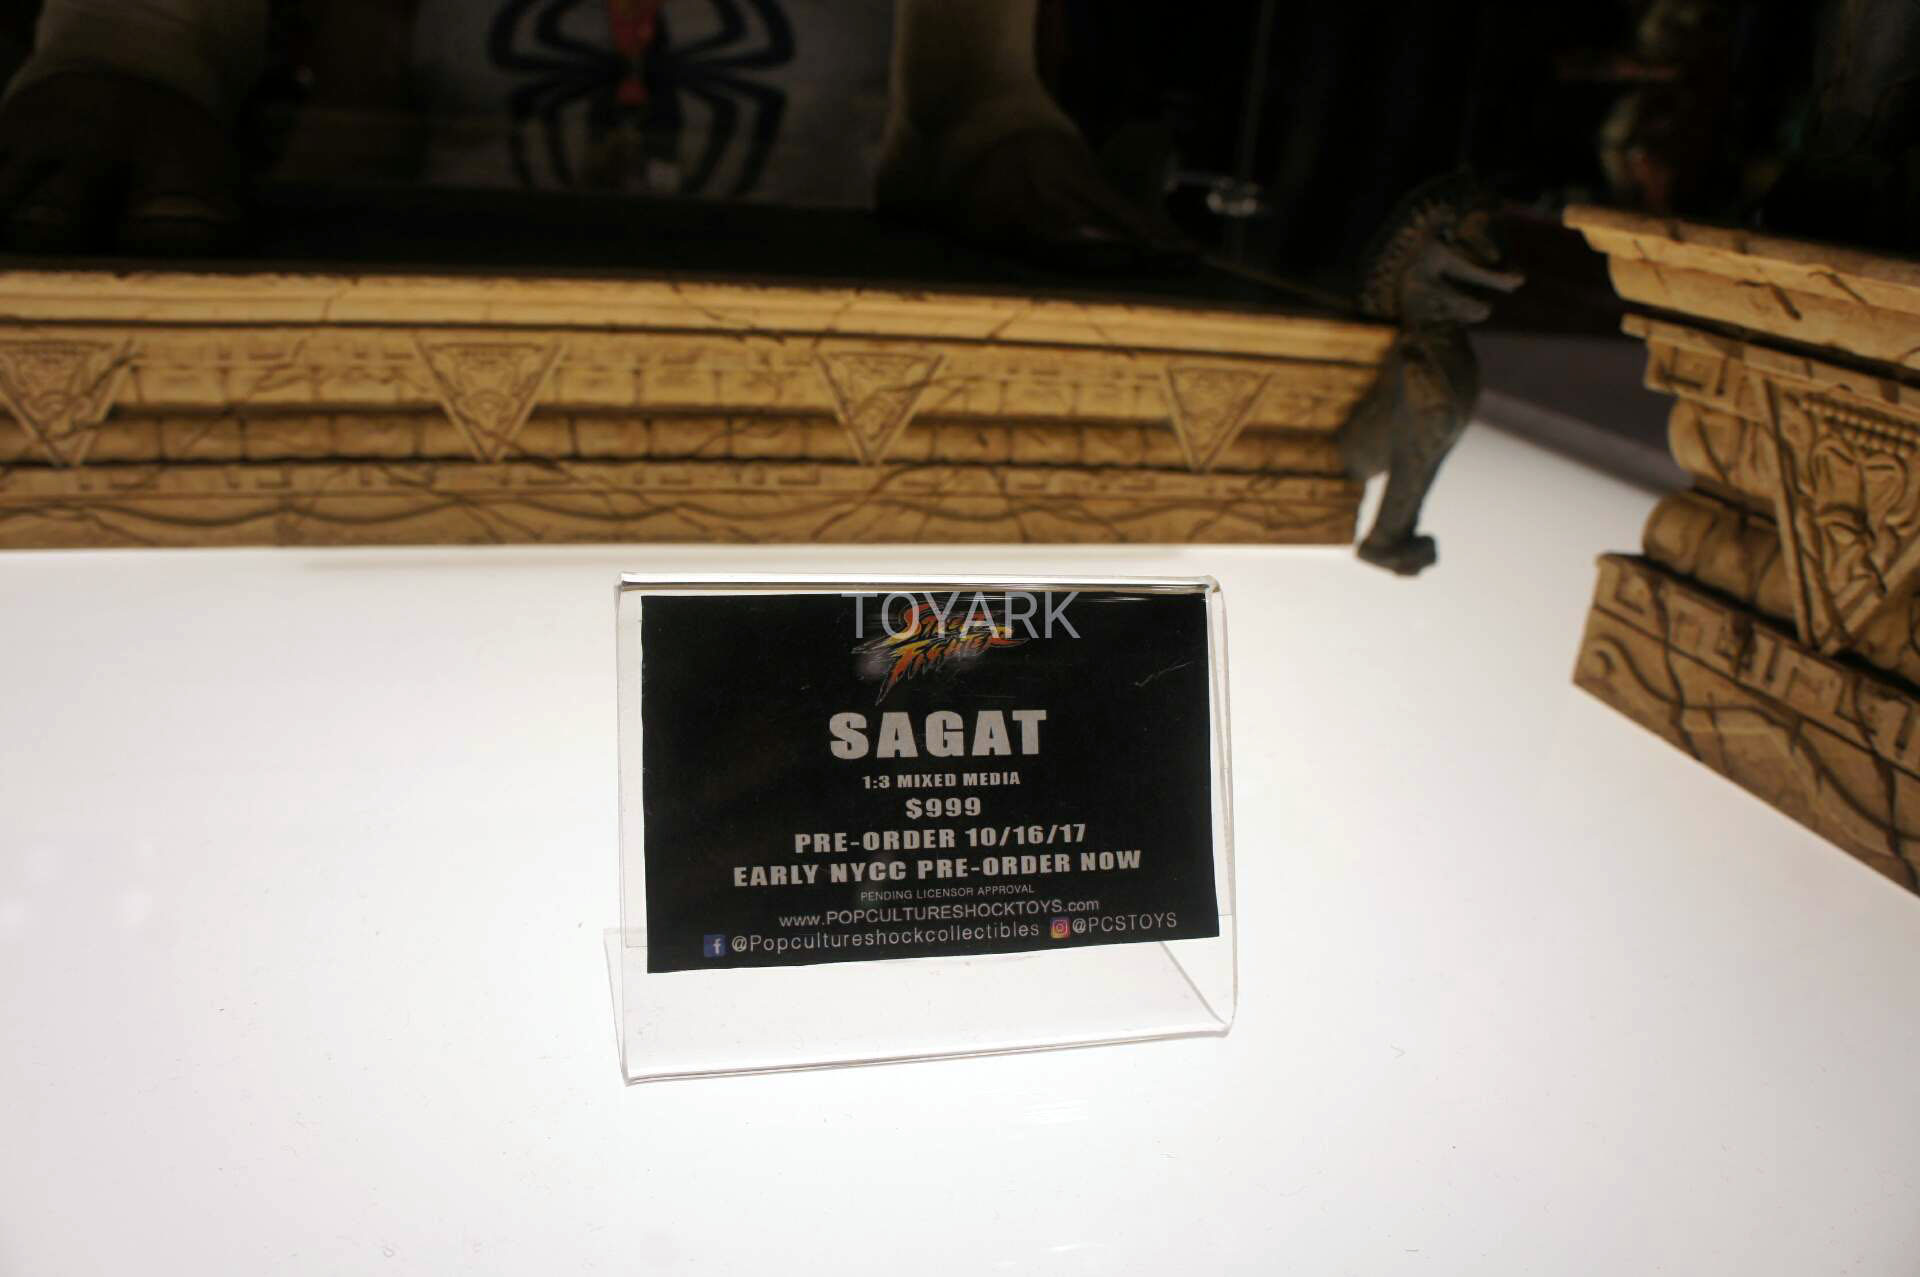 TOYARK
STREET
FIGHTER
SAGAT
1:3 MIXED MEDIA
$999
PRE-ORDER 10/16/17
EARLY NYCC PRE-ORDER NOW
PENDING LICENSOR APPROVAL
www.POPCULTURESHOCKTOYS.com
@Popcultureshockcollectibles @PCSTOYS